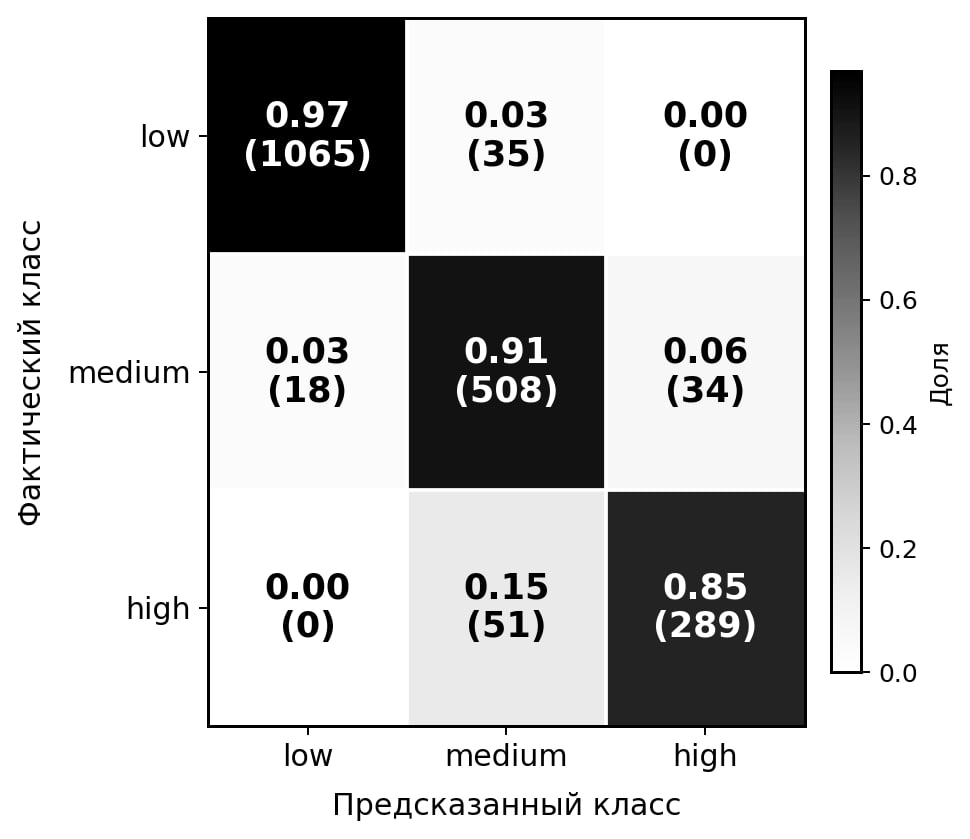 0.97 0.03 0.00
(1065) (35) (0)
low
0.03 0.91 0.06
(18) (508) (34)
medium
0.00 0.15 0.85
(0) (51) (289)
high
low medium high
Предсказанный класс
Фактический класс
0.8
0.6
0.4
0.2
0.0
Доля